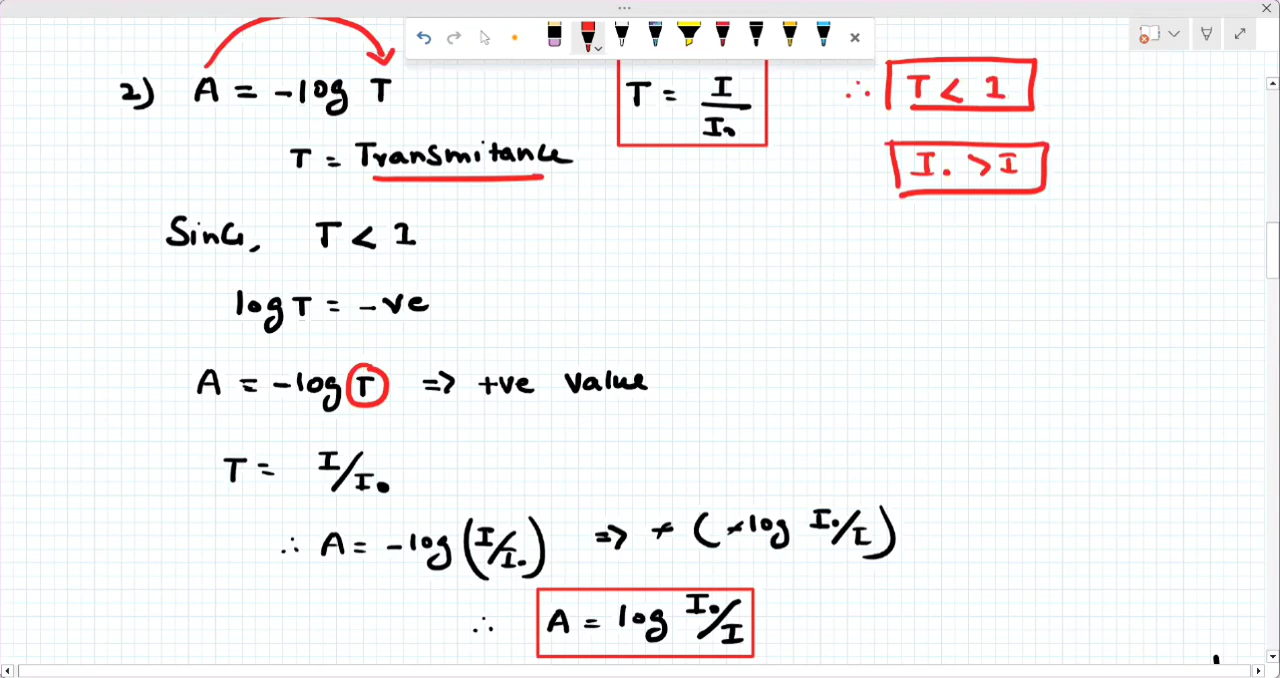 2) A = -log T
T = I/I₀
∴ T < 1
T = Transmitance
I₀ > I
Since, T < 1
log T = -ve
A = -log T => +ve value
T = I/I₀
∴ A = -log (I/I₀) => - (-log I₀/I)
∴ A = log I₀/I